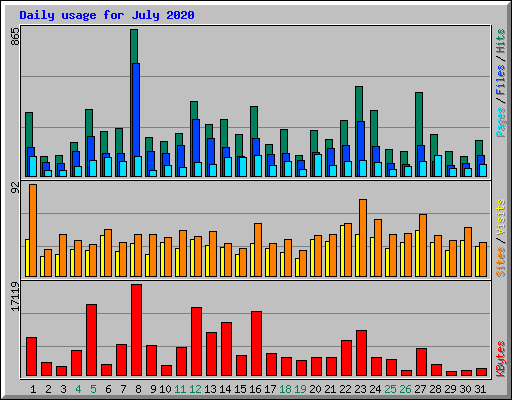 Daily usage for July 2020
865
Pages / Files / Hits
92
Sites / Visits
17119
KBytes
1 2 3 4 5 6 7 8 9 10 11 12 13 14 15 16 17 18 19 20 21 22 23 24 25 26 27 28 29 30 31